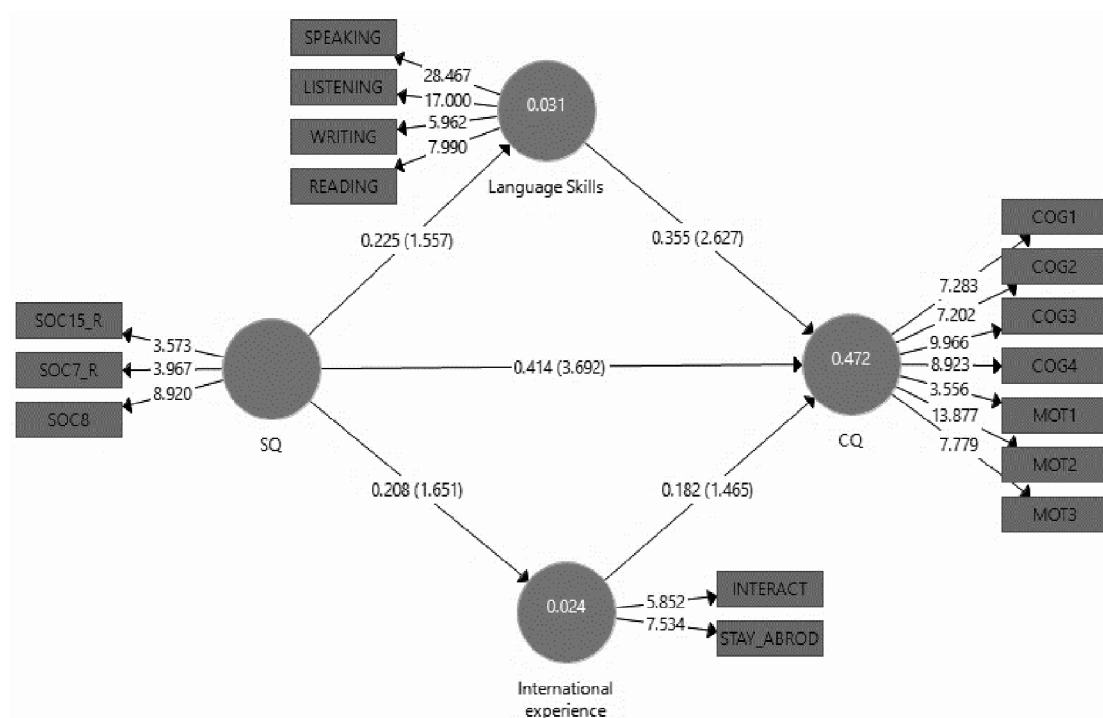 SPEAKING
LISTENING
WRITING
READING
28.467
17.000
5.962
7.990
0.031
Language Skills
0.225 (1.557)
0.355 (2.627)
SOC15_R
SOC7_R
SOC8
3.573
3.967
8.920
SQ
0.414 (3.692)
0.472
CQ
7.283
7.202
9.966
8.923
3.556
13.877
7.779
COG1
COG2
COG3
COG4
MOT1
MOT2
MOT3
0.208 (1.651)
0.182 (1.465)
0.024
International
experience
5.852
7.534
INTERACT
STAY_ABROD